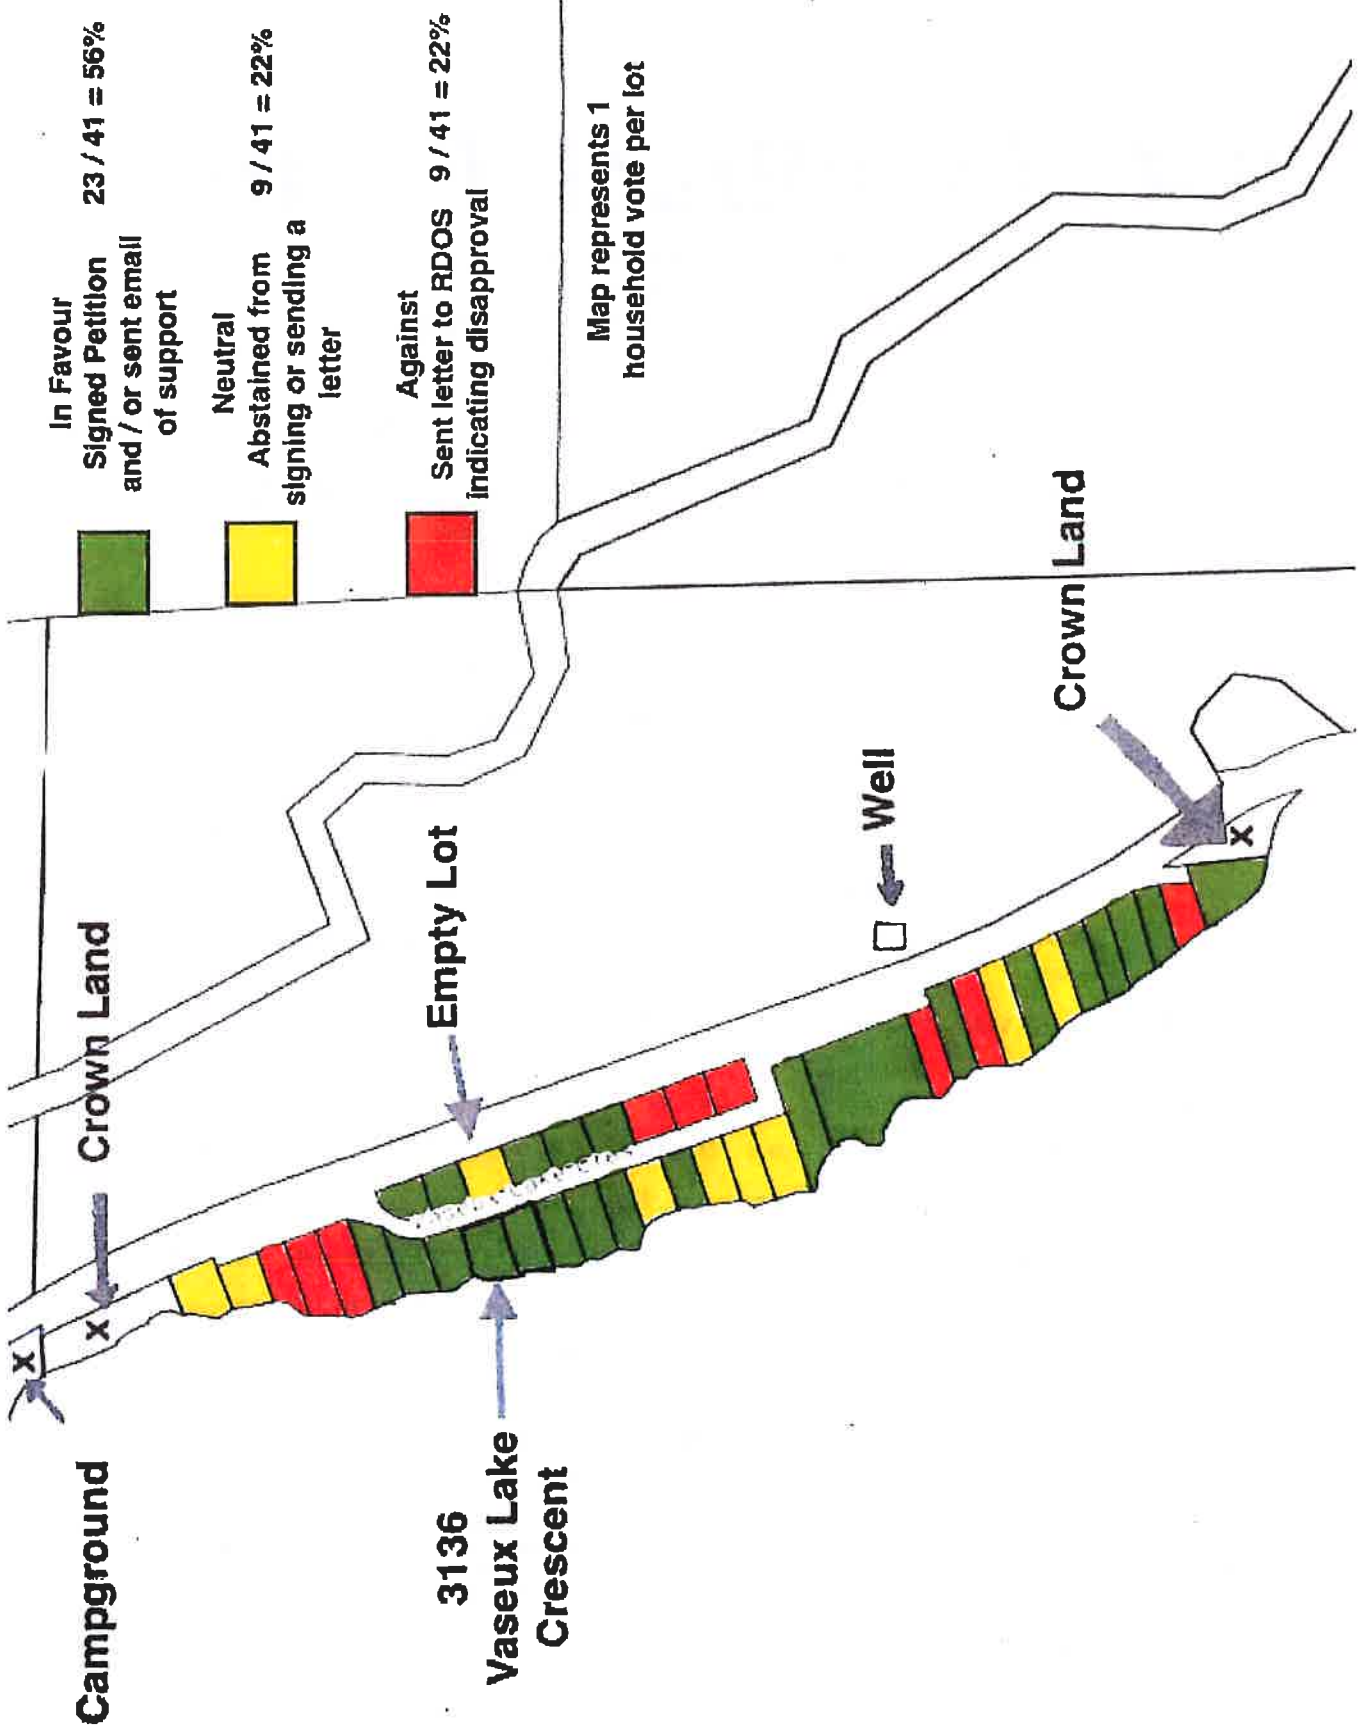 In Favour
Signed Petition 23 / 41 = 56%
and / or sent email
of support
Neutral
Abstained from 9 / 41 = 22%
signing or sending a
letter
Against
Sent letter to RDOS 9 / 41 = 22%
indicating disapproval
Map represents 1
household vote per lot
Campground
X
X
Crown Land
Empty Lot
3136
Vaseux Lake
Crescent
Well
Crown Land
X